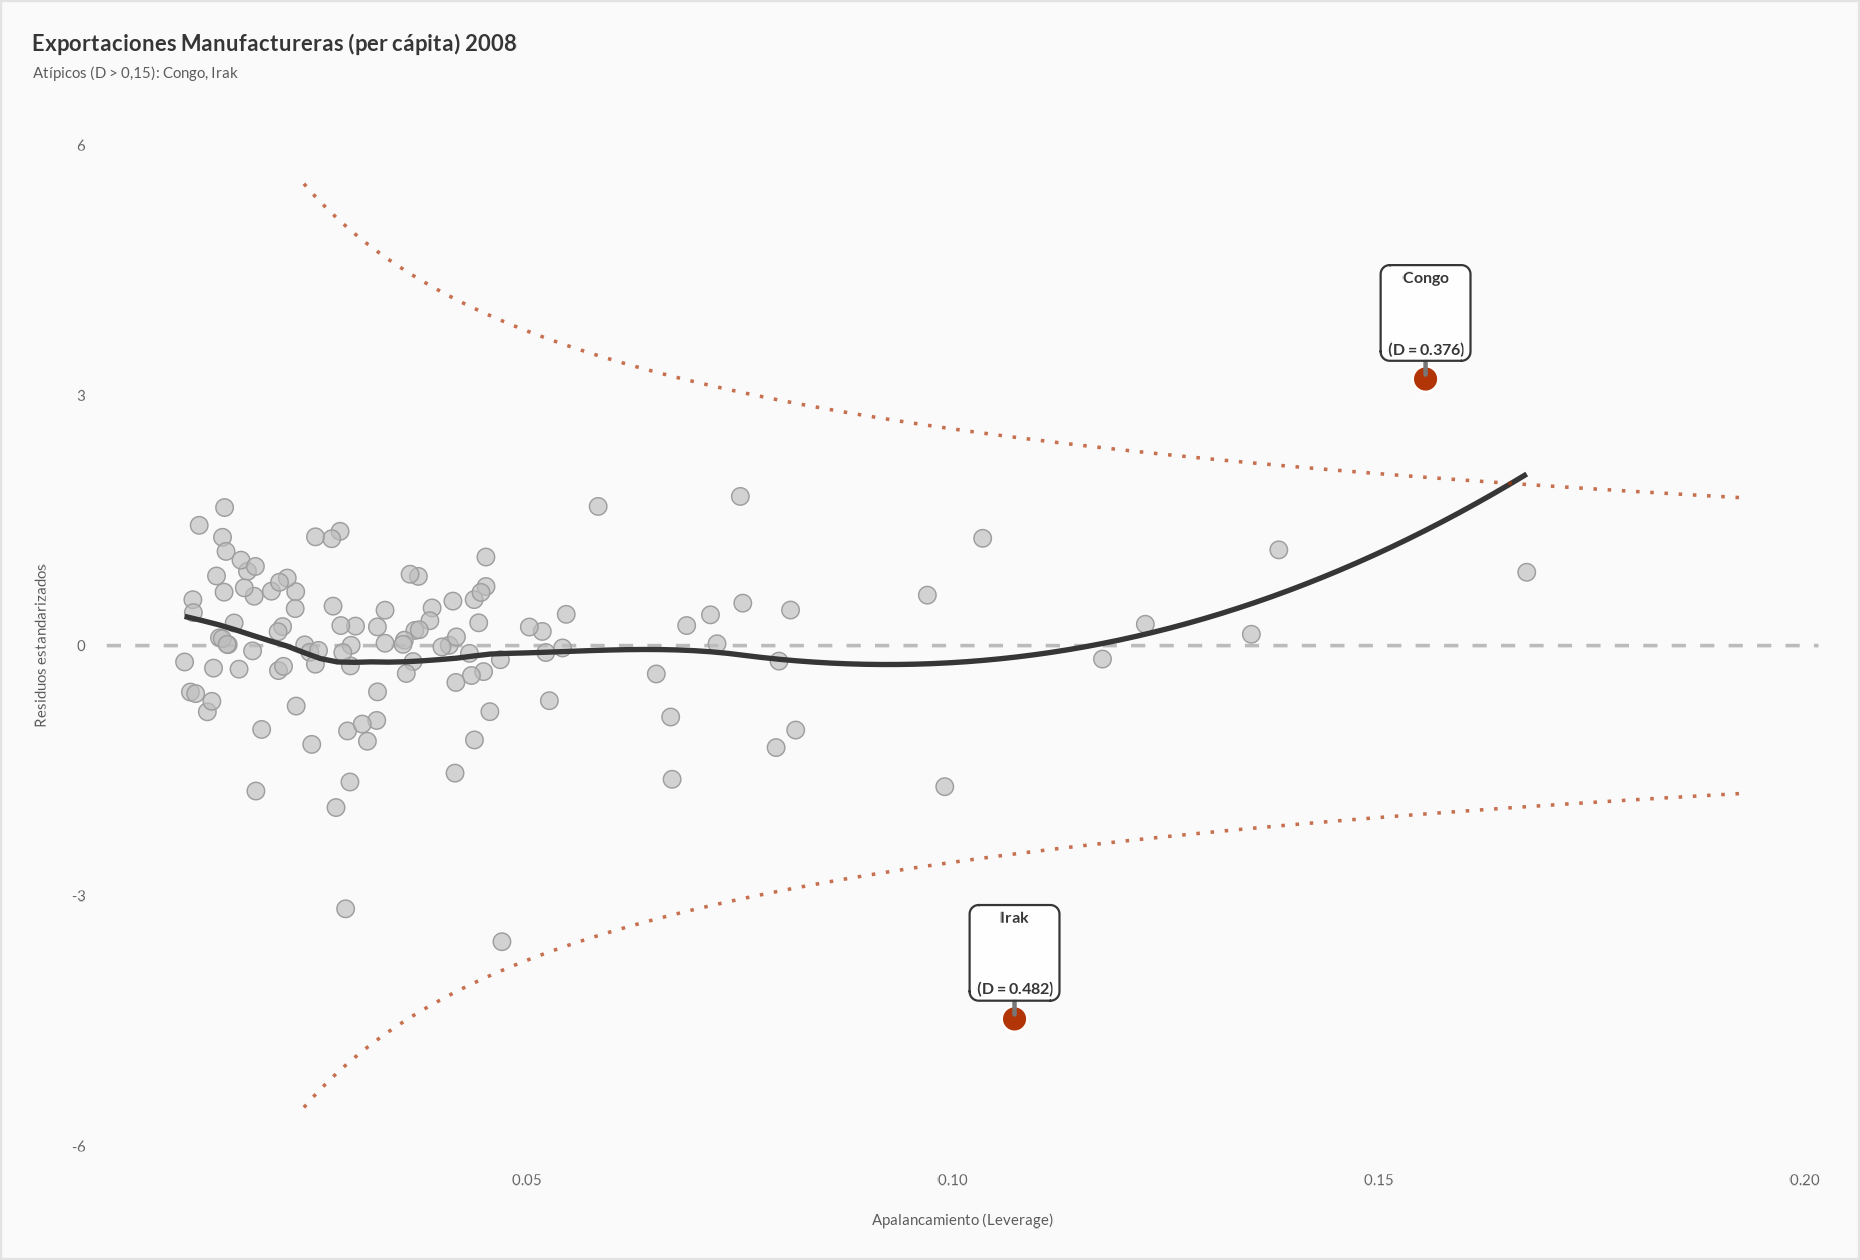 Exportaciones Manufactureras (per cápita) 2008
Atípicos (D > 0,15): Congo, Irak
6
3
0
-3
-6
Residuos estandarizados
Congo
(D = 0.376)
Irak
(D = 0.482)
0.05
0.10
0.15
0.20
Apalancamiento (Leverage)